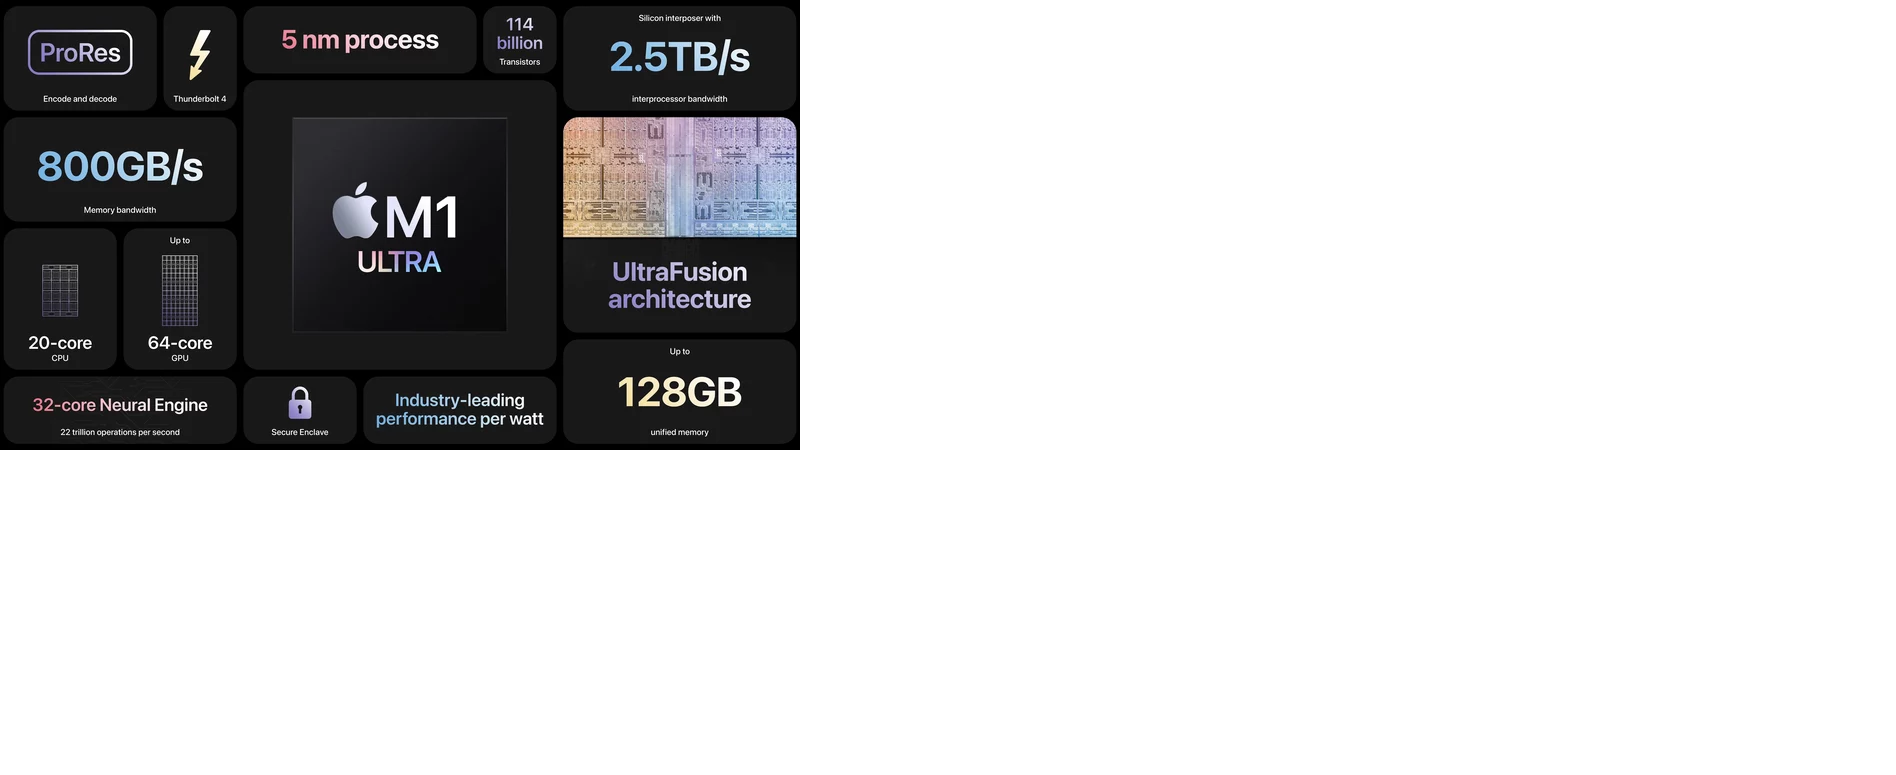 ProRes
Encode and decode
Thunderbolt 4
5 nm process
114
billion
Transistors
Silicon interposer with
2.5TB/s
interprocessor bandwidth
800GB/s
Memory bandwidth
M1
ULTRA
UltraFusion
architecture
20-core
CPU
Up to
64-core
GPU
Up to
128GB
unified memory
32-core Neural Engine
22 trillion operations per second
Secure Enclave
Industry-leading
performance per watt